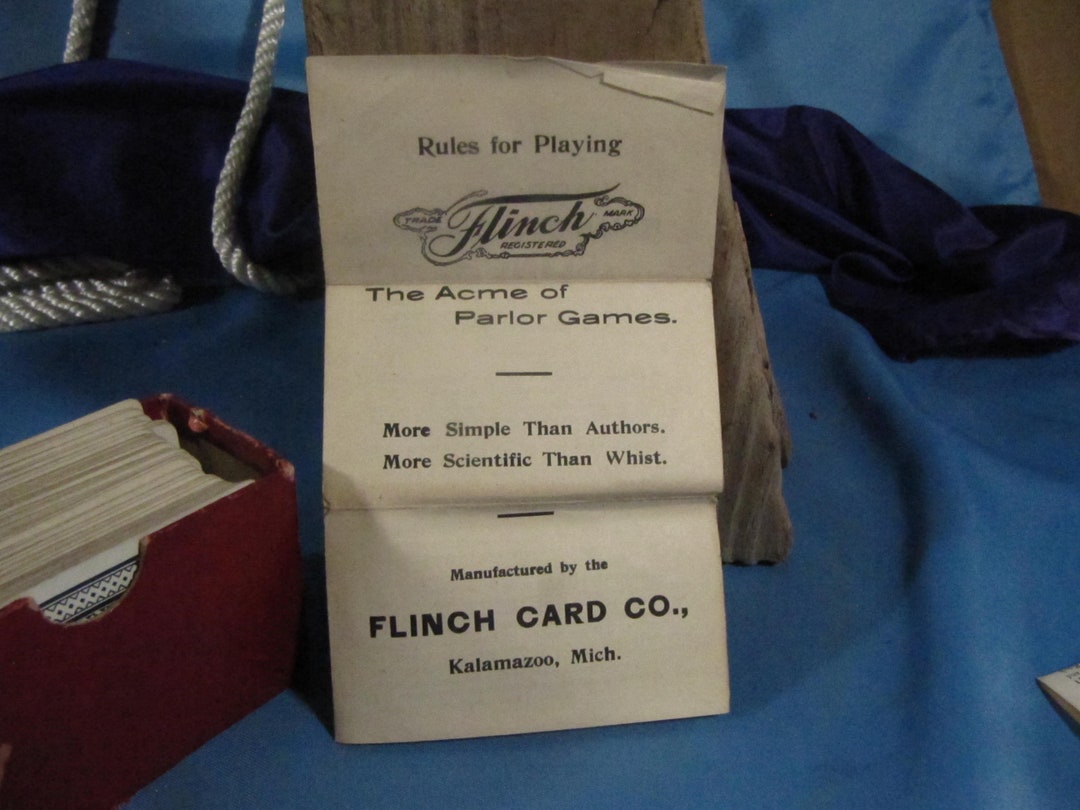 Rules for Playing
TRADE Flinch MARK
REGISTERED
The Acme of
Parlor Games.
More Simple Than Authors.
More Scientific Than Whist.
Manufactured by the
FLINCH CARD CO.,
Kalamazoo, Mich.